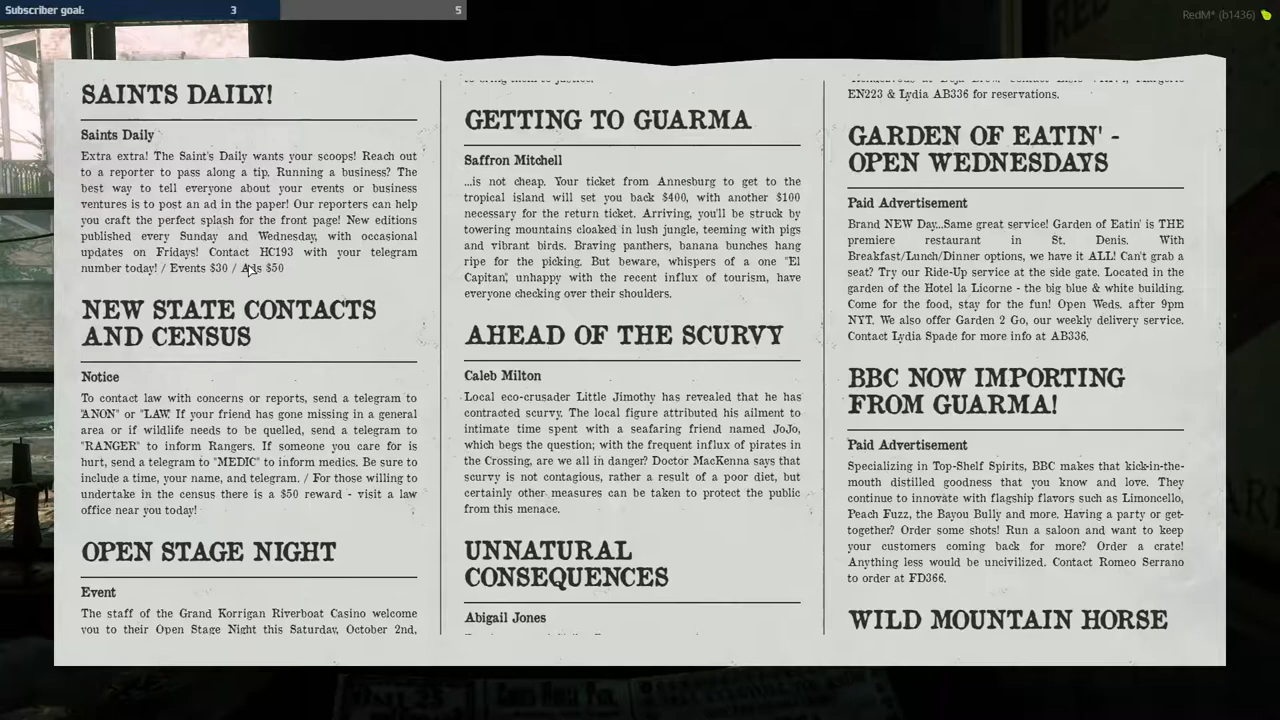 Subscriber goal:
3
5
RedM* (b1436)
SAINTS DAILY!
Saints Daily
Extra extra! The Saint's Daily wants your scoops! Reach out
to a reporter to pass along a tip. Running a business? The
best way to tell everyone about your events or business
ventures is to post an ad in the paper! Our reporters can help
you craft the perfect splash for the front page! New editions
published every Sunday and Wednesday, with occasional
updates on Fridays! Contact HC193 with your telegram
number today! / Events $30 / Ads $50
NEW STATE CONTACTS
AND CENSUS
Notice
To contact law with concerns or reports, send a telegram to
"ANON" or "LAW". If your friend has gone missing in a general
area or if wildlife needs to be quelled, send a telegram to
"RANGER" to inform Rangers. If someone you care for is
hurt, send a telegram to "MEDIC" to inform medics. Be sure to
include a time, your name, and telegram. / For those willing to
undertake in the census there is a $50 reward - visit a law
office near you today!
OPEN STAGE NIGHT
Event
The staff of the Grand Korrigan Riverboat Casino welcome
you to their Open Stage Night this Saturday, October 2nd,
GETTING TO GUARMA
Saffron Mitchell
...is not cheap. Your ticket from Annesburg to get to the
tropical island will set you back $400, with another $100
necessary for the return ticket. Arriving, you'll be struck by
towering mountains cloaked in lush jungle, teeming with pigs
and vibrant birds. Braving panthers, banana bunches hang
ripe for the picking. But beware, whispers of a one "El
Capitan", unhappy with the recent influx of tourism, have
everyone checking over their shoulders.
AHEAD OF THE SCURVY
Caleb Milton
Local eco-crusader Little Jimothy has revealed that he has
contracted scurvy. The local figure attributed his ailment to
intimate time spent with a seafaring friend named JoJo,
which begs the question; with the frequent influx of pirates in
the Crossing, are we all in danger? Doctor MacKenna says that
scurvy is not contagious, rather a result of a poor diet, but
certainly other measures can be taken to protect the public
from this menace.
UNNATURAL
CONSEQUENCES
Abigail Jones
EN223 & Lydia AB336 for reservations.
GARDEN OF EATIN' -
OPEN WEDNESDAYS
Paid Advertisement
Brand NEW Day...Same great service! Garden of Eatin' is THE
premiere restaurant in St. Denis. With
Breakfast/Lunch/Dinner options, we have it ALL! Can't grab a
seat? Try our Ride-Up service at the side gate. Located in the
garden of the Hotel la Licorne - the big blue & white building.
Come for the food, stay for the fun! Open Weds. after 9pm
NYT. We also offer Garden 2 Go, our weekly delivery service.
Contact Lydia Spade for more info at AB336.
BBC NOW IMPORTING
FROM GUARMA!
Paid Advertisement
Specializing in Top-Shelf Spirits, BBC makes that kick-in-the-
mouth distilled goodness that you know and love. They
continue to innovate with flagship flavors such as Limoncello,
Peach Fuzz, the Bayou Bully and more. Having a party or get-
together? Order some shots! Run a saloon and want to keep
your customers coming back for more? Order a crate!
Anything less would be uncivilized. Contact Romeo Serrano
to order at FD366.
WILD MOUNTAIN HORSE